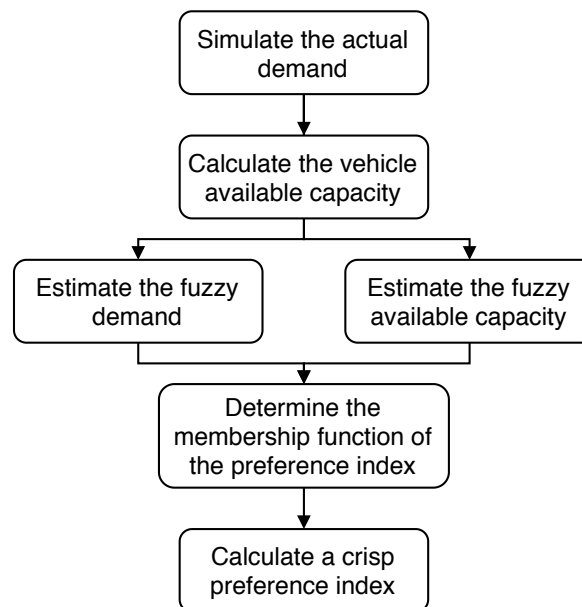 Simulate the actual
demand
Calculate the vehicle
available capacity
Estimate the fuzzy
demand
Estimate the fuzzy
available capacity
Determine the
membership function of
the preference index
Calculate a crisp
preference index